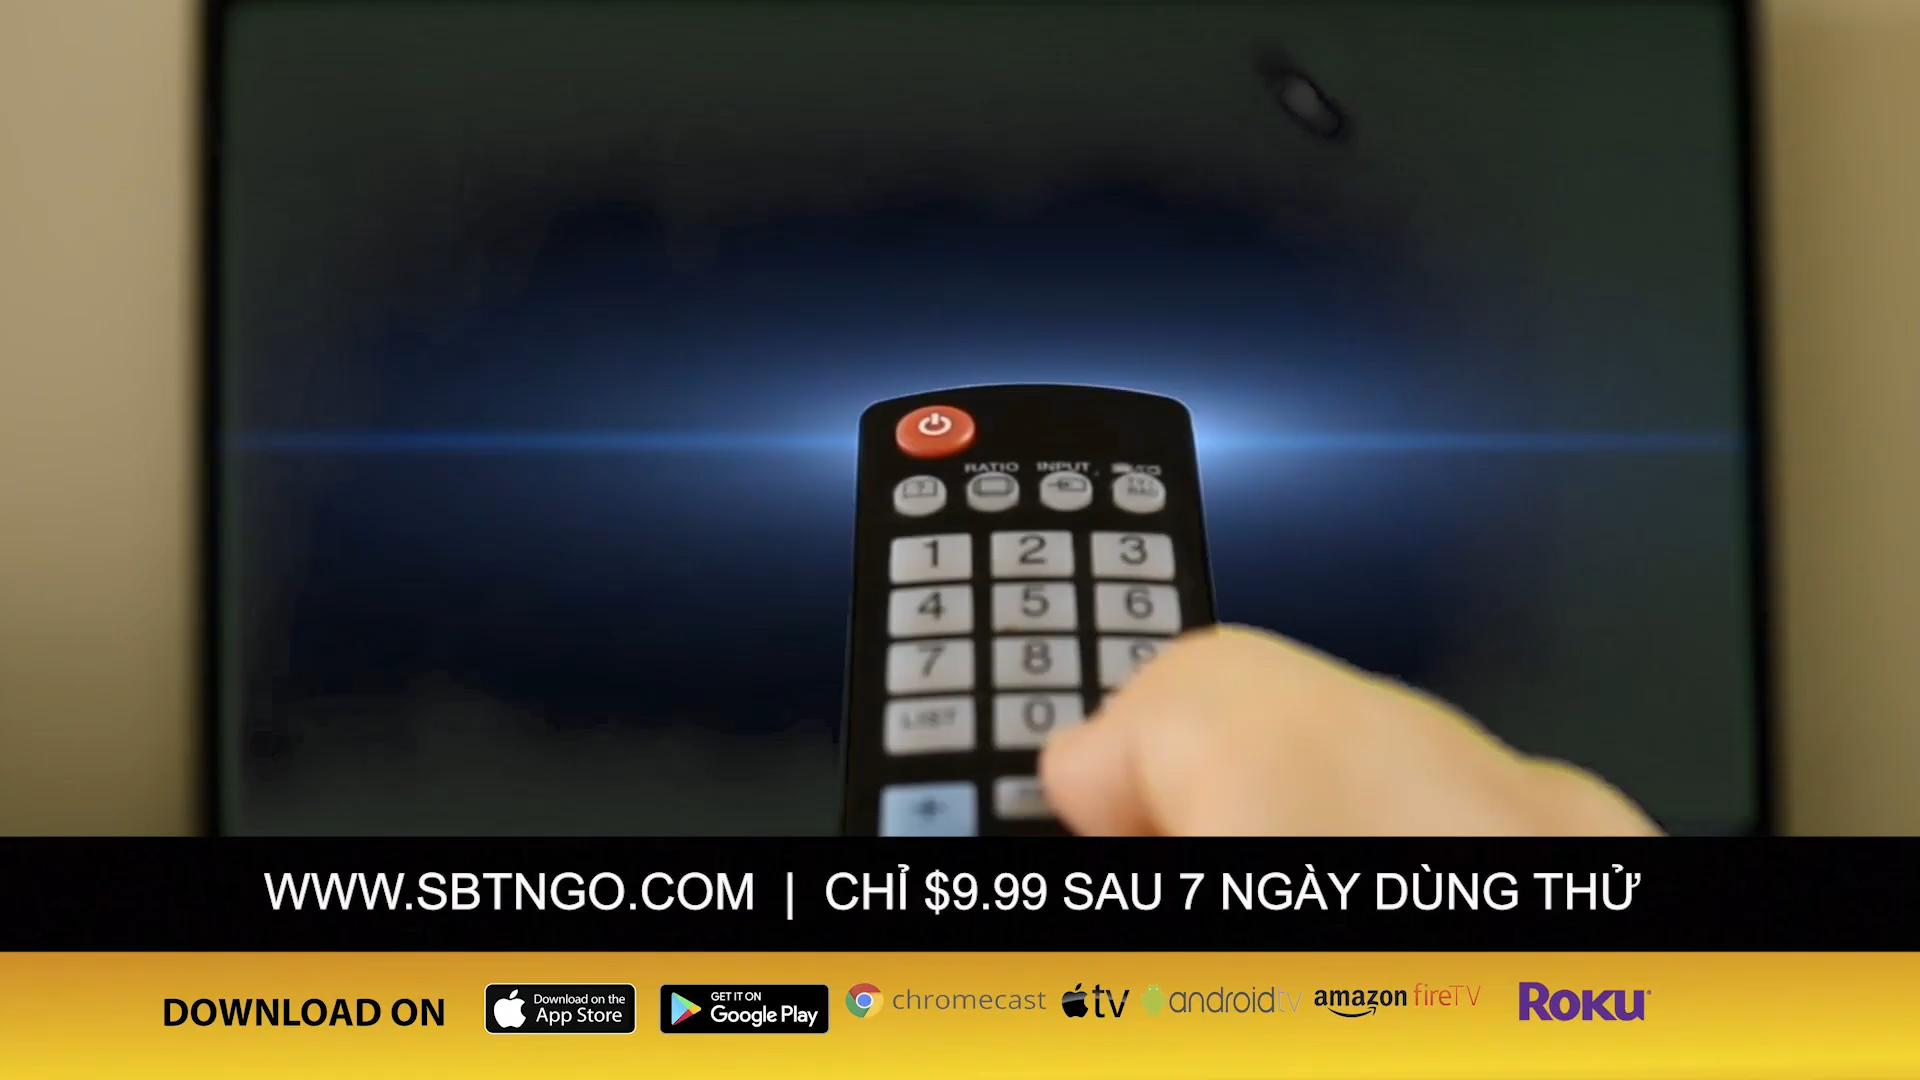 RATIO INPUT
1 2 3
4 5 6
7 8
LIST 0
WWW.SBTNGO.COM | CHỈ $9.99 SAU 7 NGÀY DÙNG THỬ
DOWNLOAD ON
Download on the
App Store
GET IT ON
Google Play
chromecast
tv
androidtv
amazon fireTV
ROKU